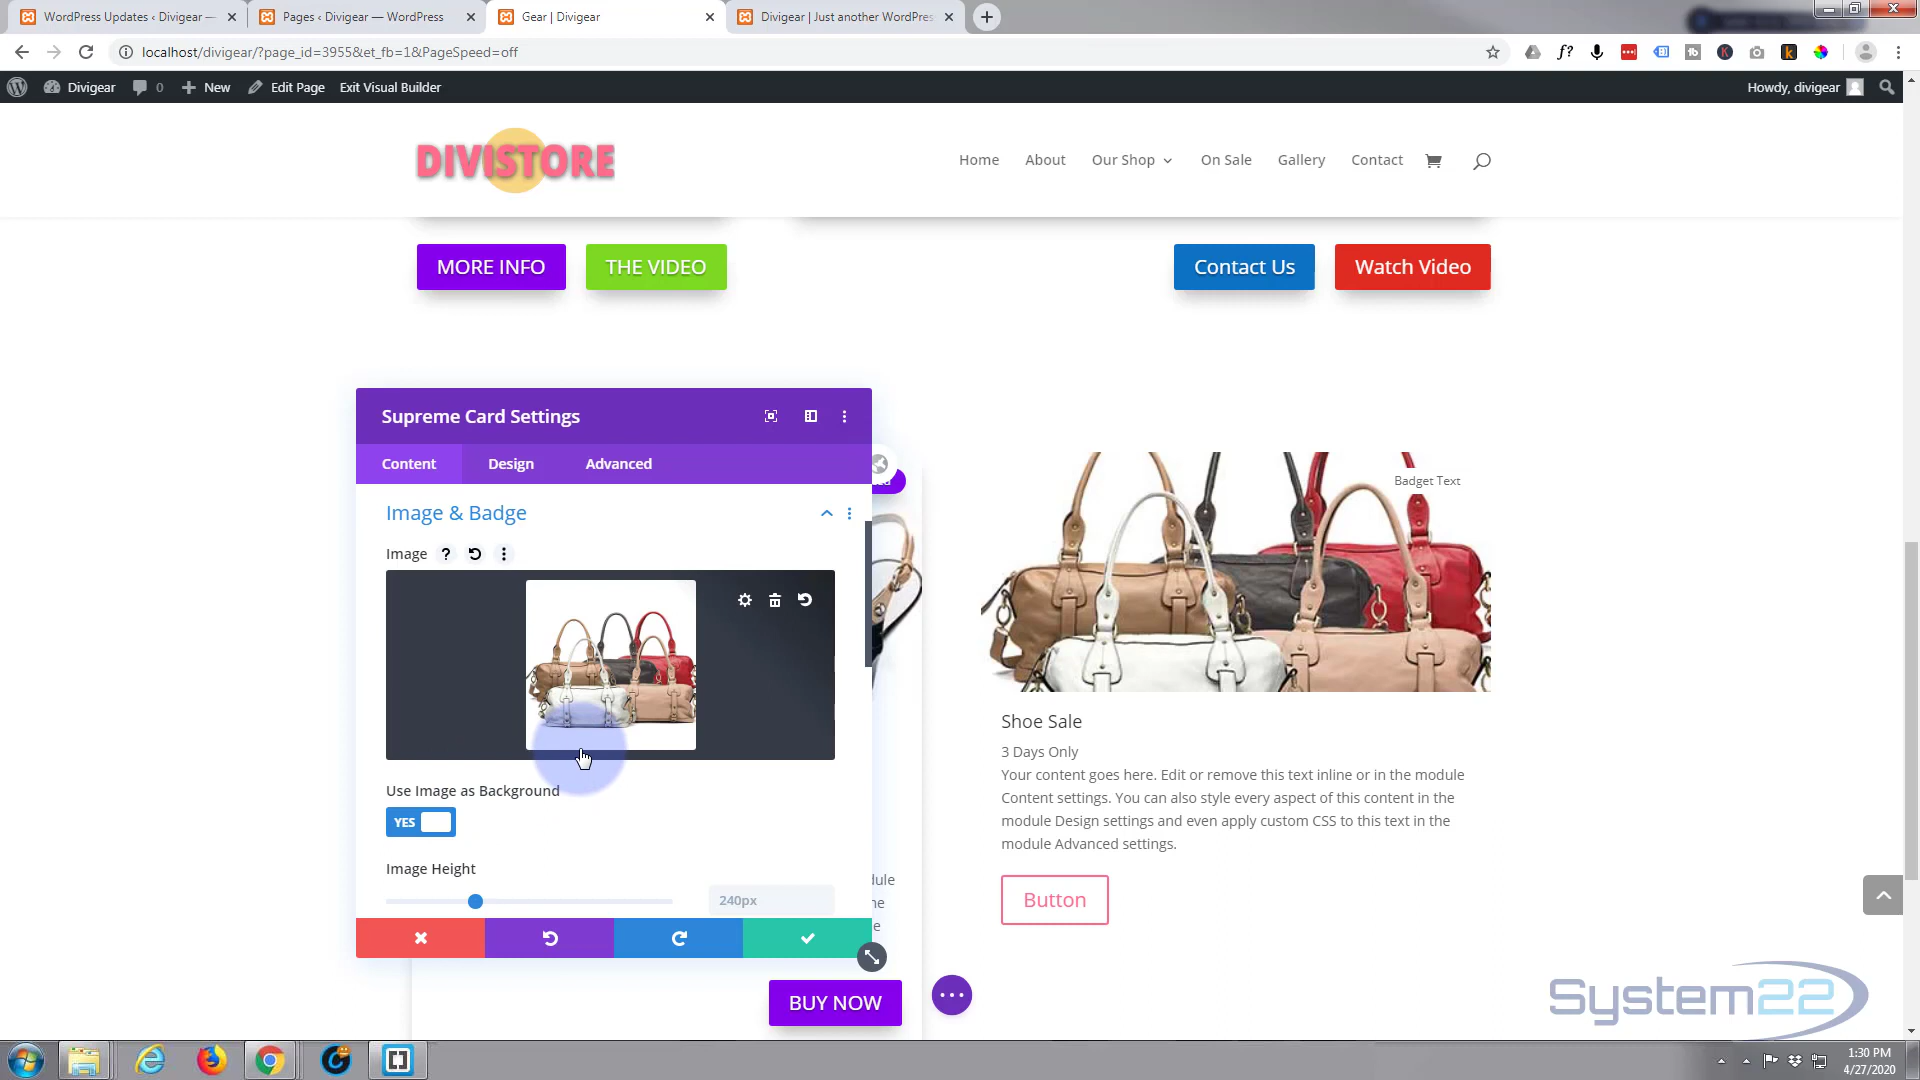 WordPress Updates ‹ Divigear —
Pages ‹ Divigear — WordPress
Gear | Divigear
Divigear | Just another WordPres
localhost/divigear/?page_id=3955&et_fb=1&PageSpeed=off
Divigear
0
New
Edit Page
Exit Visual Builder
Howdy, divigear
DIVISTORE
Home
About
Our Shop
On Sale
Gallery
Contact
MORE INFO
THE VIDEO
Contact Us
Watch Video
Supreme Card Settings
Content
Design
Advanced
Image & Badge
Image
Use Image as Background
YES
Image Height
240px
Badget Text
Shoe Sale
3 Days Only
Your content goes here. Edit or remove this text inline or in the module
Content settings. You can also style every aspect of this content in the
module Design settings and even apply custom CSS to this text in the
module Advanced settings.
Button
BUY NOW
System22
1:30 PM
4/27/2020